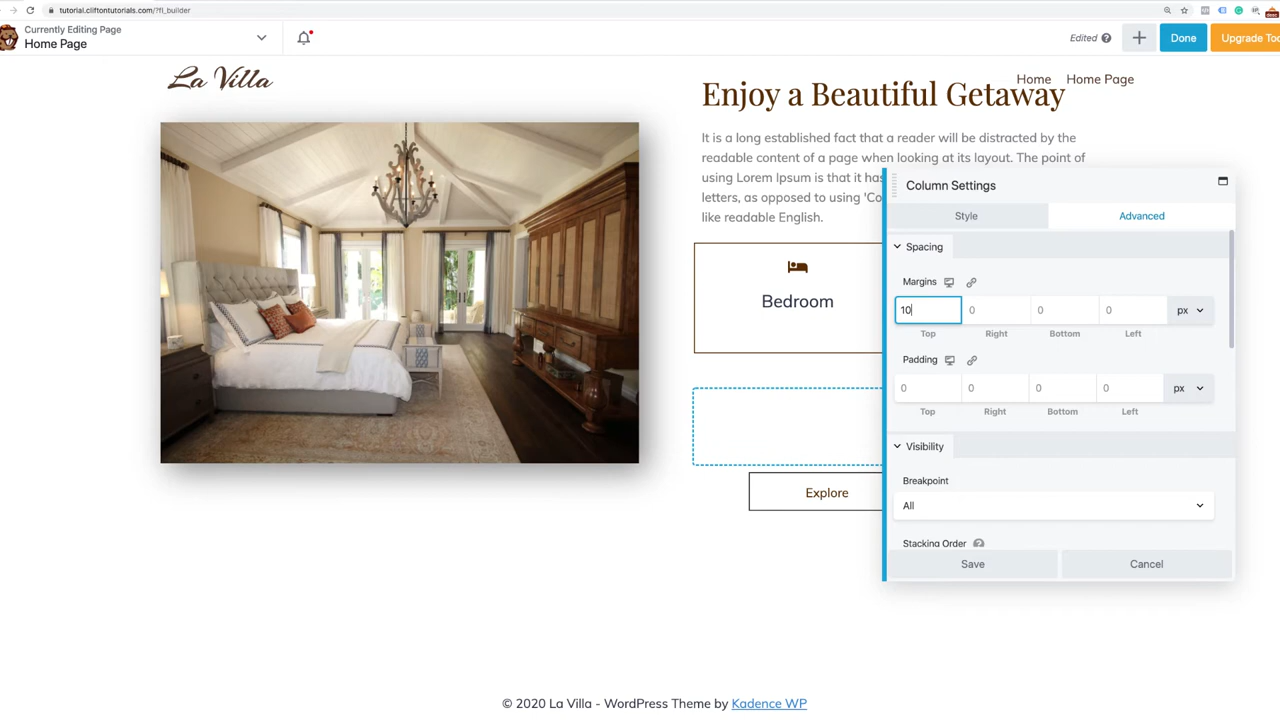 tutorial.cliftontutorials.com/?fl_builder
Currently Editing Page
Home Page
Edited ?
Done
Upgrade Too
La Villa
Home Home Page
Enjoy a Beautiful Getaway
It is a long established fact that a reader will be distracted by the
readable content of a page when looking at its layout. The point of
using Lorem Ipsum is that it has
letters, as opposed to using 'Co
like readable English.
Bedroom
Explore
Column Settings
Style Advanced
Spacing
Margins
10 0 0 0 px
Top Right Bottom Left
Padding
0 0 0 0 px
Top Right Bottom Left
Visibility
Breakpoint
All
Stacking Order ?
Save Cancel
© 2020 La Villa - WordPress Theme by Kadence WP